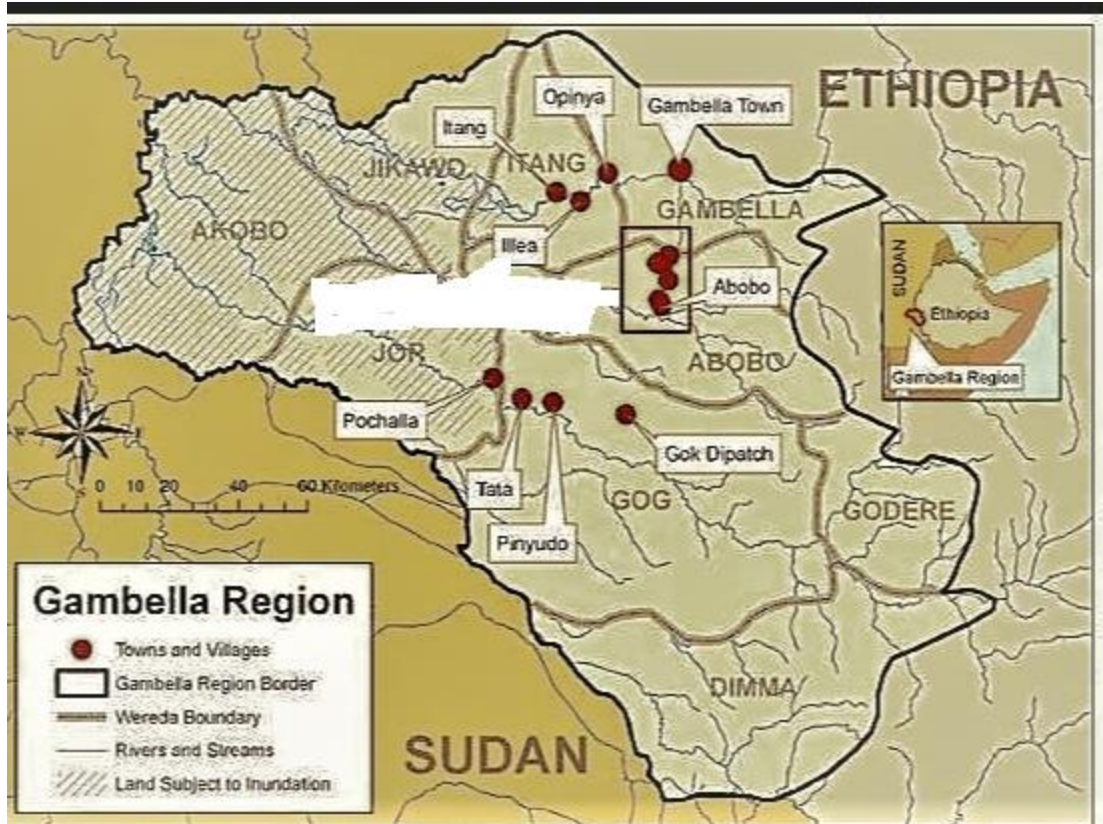 ETHIOPIA
Opinya
Gambella Town
Itang
JIKAWO
ITANG
GAMBELLA
AKOBO
Illea
SUDAN
Abobo
Ethiopia
JOR
ABOBO
Gambella Region
Pochalla
Gok Dipatch
N
W
E
S
0 10 20 40 60 Kilometers
Tata
GOG
GODERE
Pinyudo
Gambella Region
Towns and Villages
Gambella Region Border
Wereda Boundary
Rivers and Streams
Land Subject to Inundation
DIMMA
SUDAN